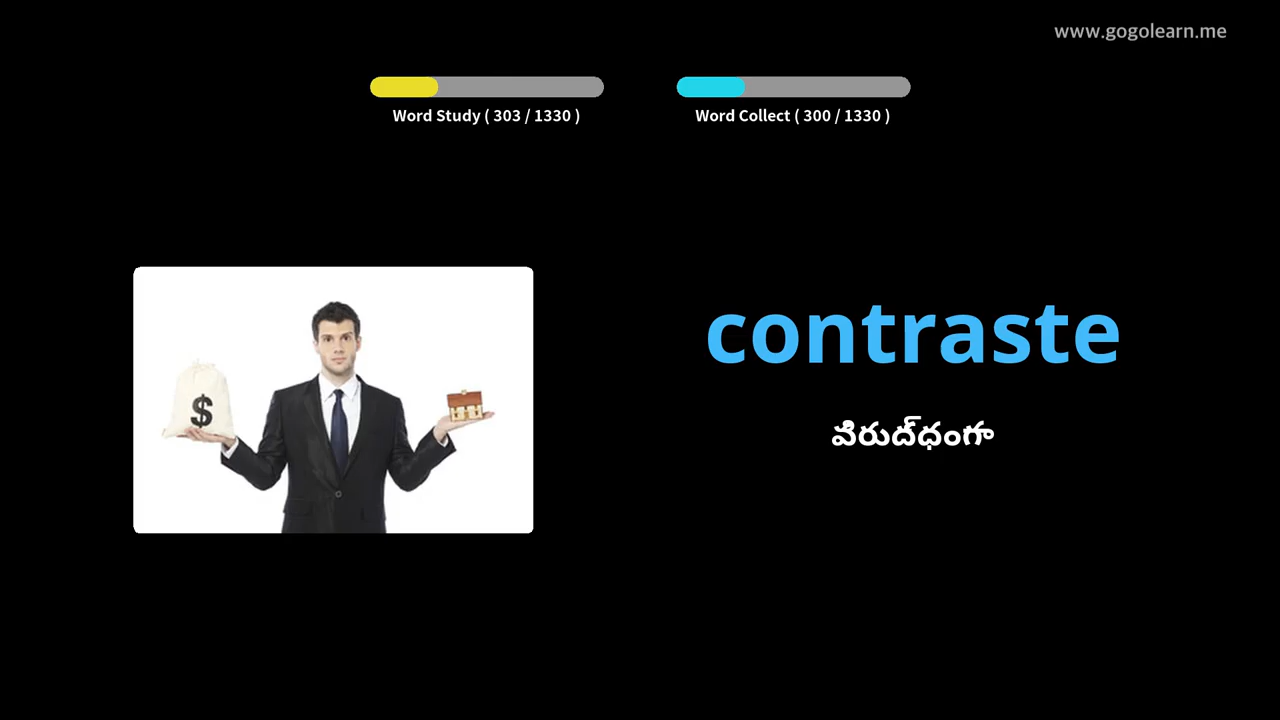 www.gogolearn.me
Word Study ( 303 / 1330 )
Word Collect ( 300 / 1330 )
$
contraste
విరుద్ధంగా